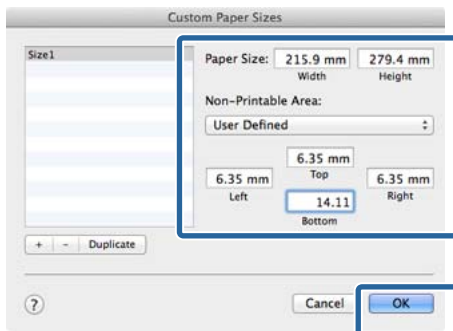 Custom Paper Sizes
Size1
Paper Size: 215.9 mm 279.4 mm
Width Height
Non-Printable Area:
User Defined
6.35 mm
Top
6.35 mm 6.35 mm
Left Right
14.11
Bottom
+ - Duplicate
? Cancel OK